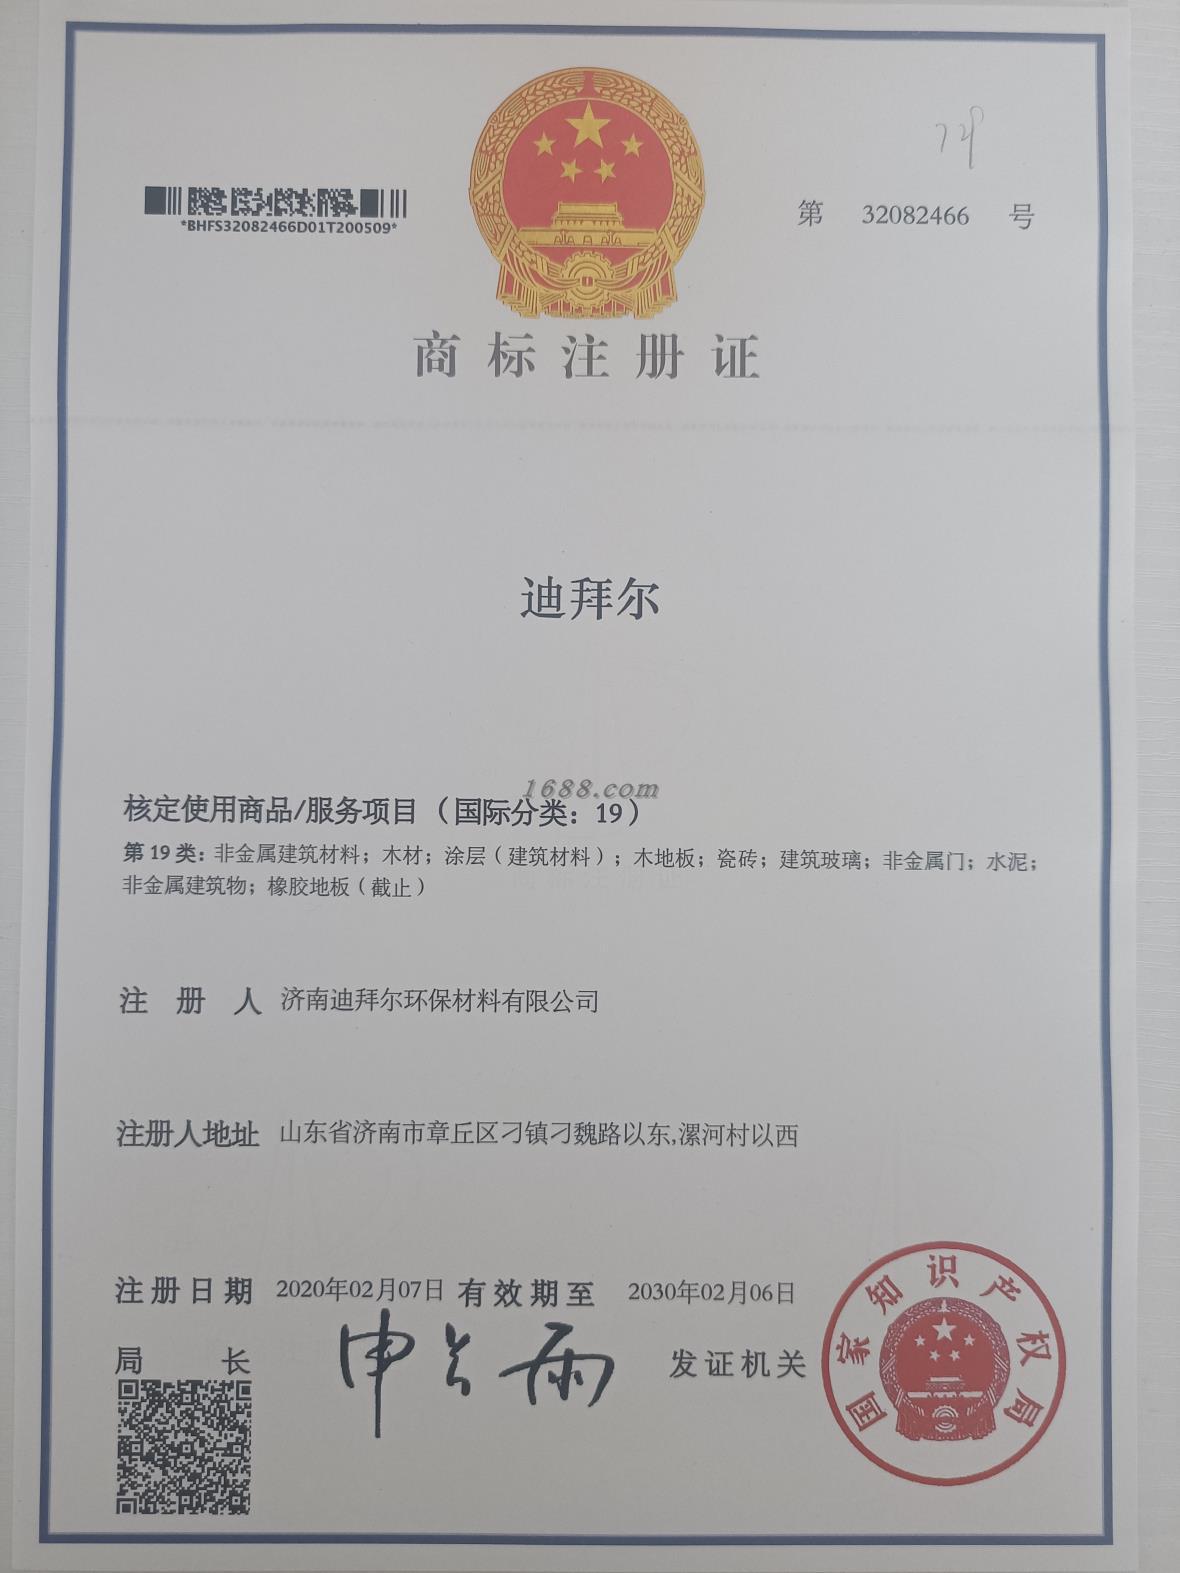 *BHFS32082466D01T200509*
第 32082466 号
商标注册证
迪拜尔
1688.com
核定使用商品/服务项目（国际分类：19）
第19类：非金属建筑材料；木材；涂层（建筑材料）；木地板；瓷砖；建筑玻璃；非金属门；水泥；
非金属建筑物；橡胶地板（截止）
注册人 济南迪拜尔环保材料有限公司
注册人地址 山东省济南市章丘区刁镇刁魏路以东,漯河村以西
注册日期 2020年02月07日 有效期至 2030年02月06日
局长 申长雨 发证机关
国家知识产权局